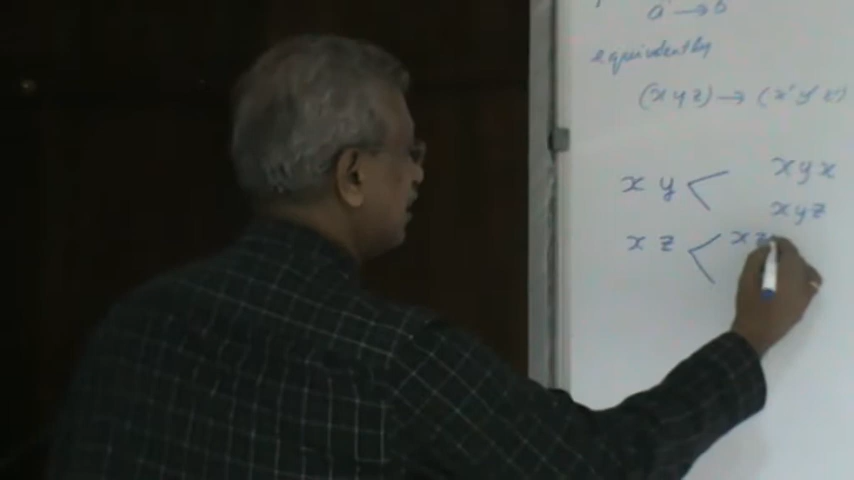 a → b
equivalently
(x y z) → (x' y' z')
x y < x y x
x y z
x z < x z